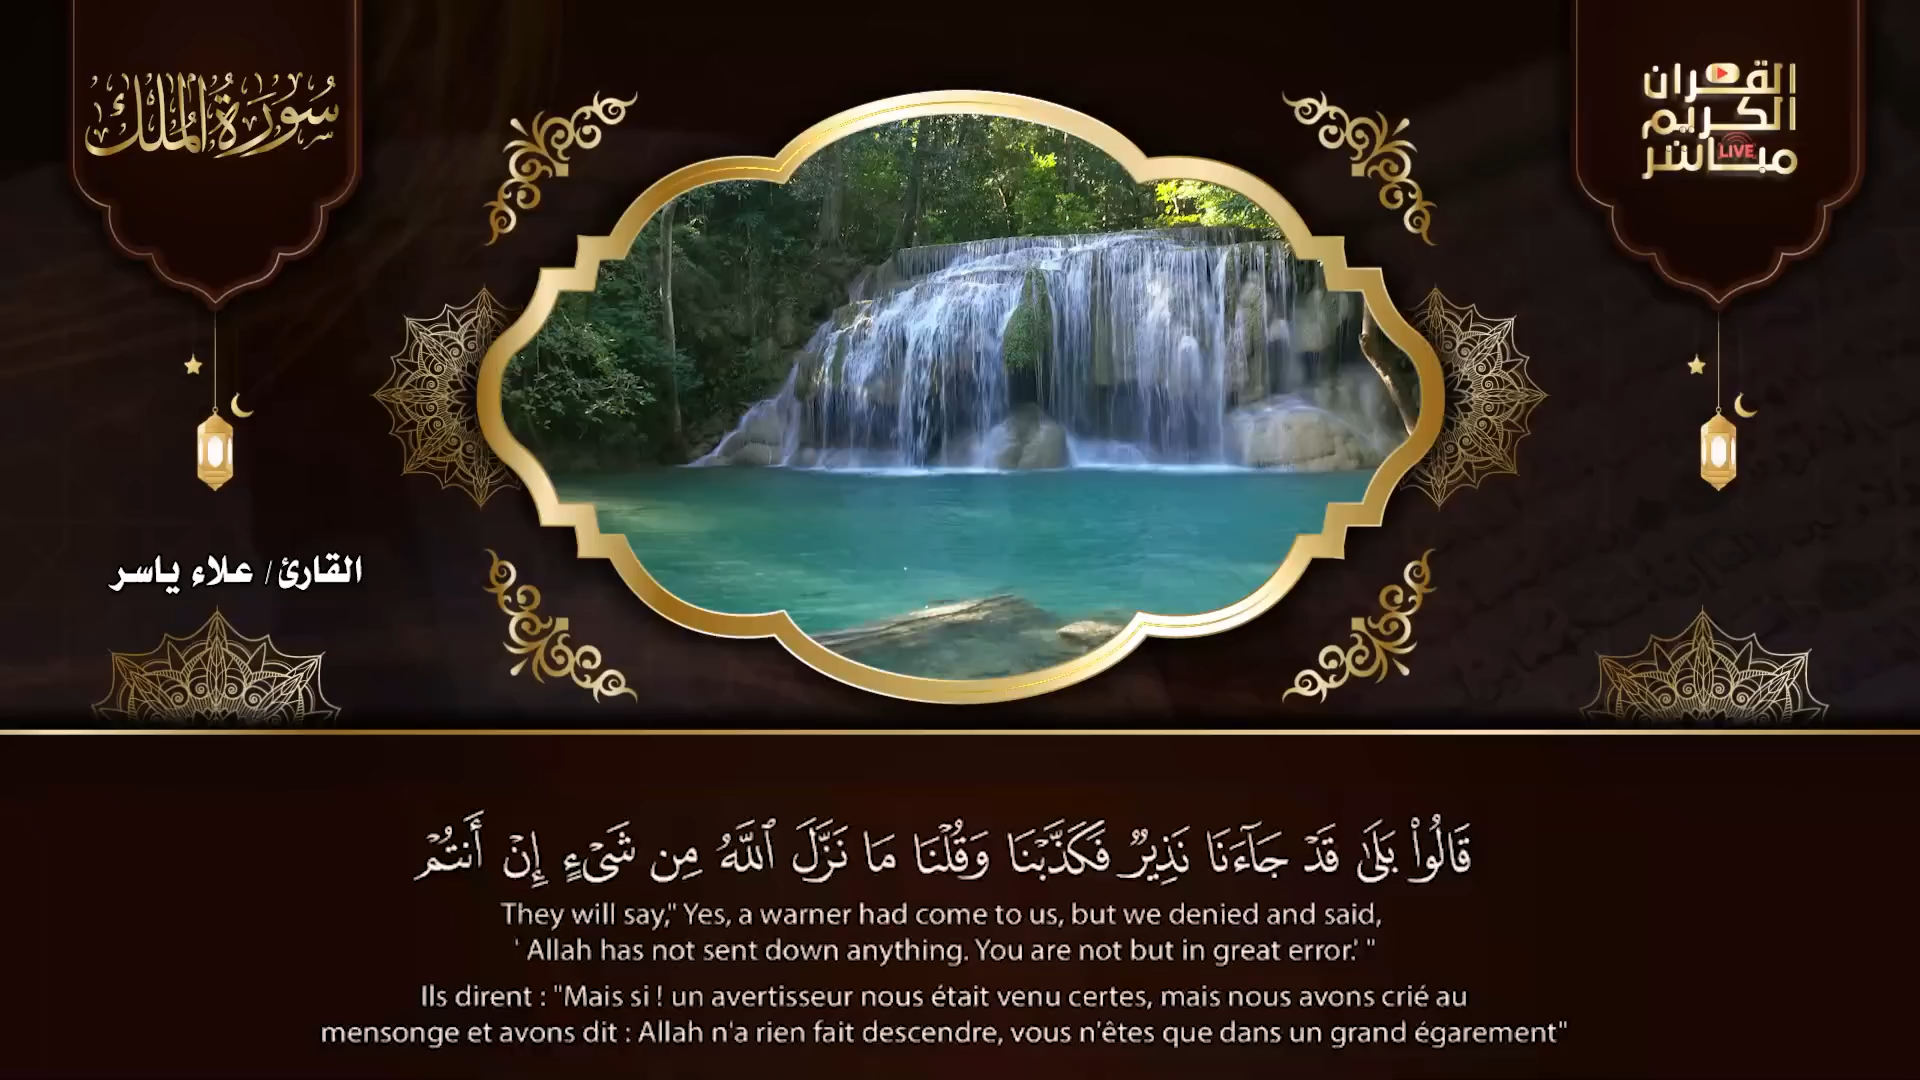 سُورَةُ المُلك
القرآن
الكريم
مباشر
LIVE
القارئ / علاء ياسر
قَالُواْ بَلَىٰ قَدْ جَآءَنَا نَذِيرٌ فَكَذَّبْنَا وَقُلْنَا مَا نَزَّلَ ٱللَّهُ مِن شَىْءٍ إِنْ أَنتُمْ
They will say," Yes, a warner had come to us, but we denied and said,
' Allah has not sent down anything. You are not but in great error.' "
Ils dirent : "Mais si ! un avertisseur nous était venu certes, mais nous avons crié au
mensonge et avons dit : Allah n'a rien fait descendre, vous n'êtes que dans un grand égarement"